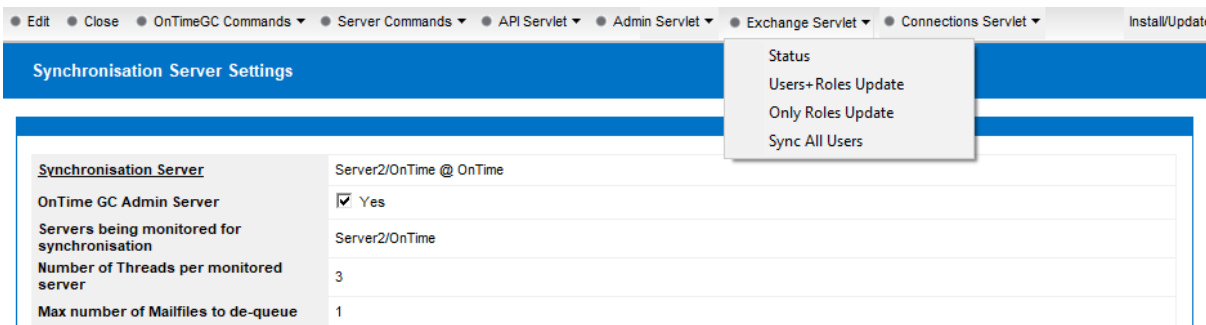 Edit Close OnTimeGC Commands Server Commands API Servlet Admin Servlet Exchange Servlet Connections Servlet
Status
Users+Roles Update
Only Roles Update
Sync All Users
Synchronisation Server Settings
Synchronisation Server Server2/OnTime @ OnTime
OnTime GC Admin Server Yes
Servers being monitored for
synchronisation
Server2/OnTime
Number of Threads per monitored
server
3
Max number of Mailfiles to de-queue 1